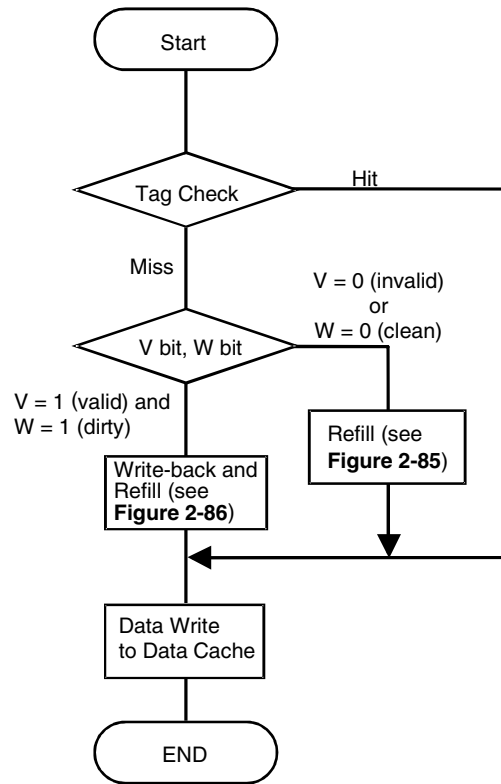 Start
Tag Check
Hit
Miss
V = 0 (invalid)
or
W = 0 (clean)
V bit, W bit
V = 1 (valid) and
W = 1 (dirty)
Refill (see
Figure 2-85)
Write-back and
Refill (see
Figure 2-86)
Data Write
to Data Cache
END